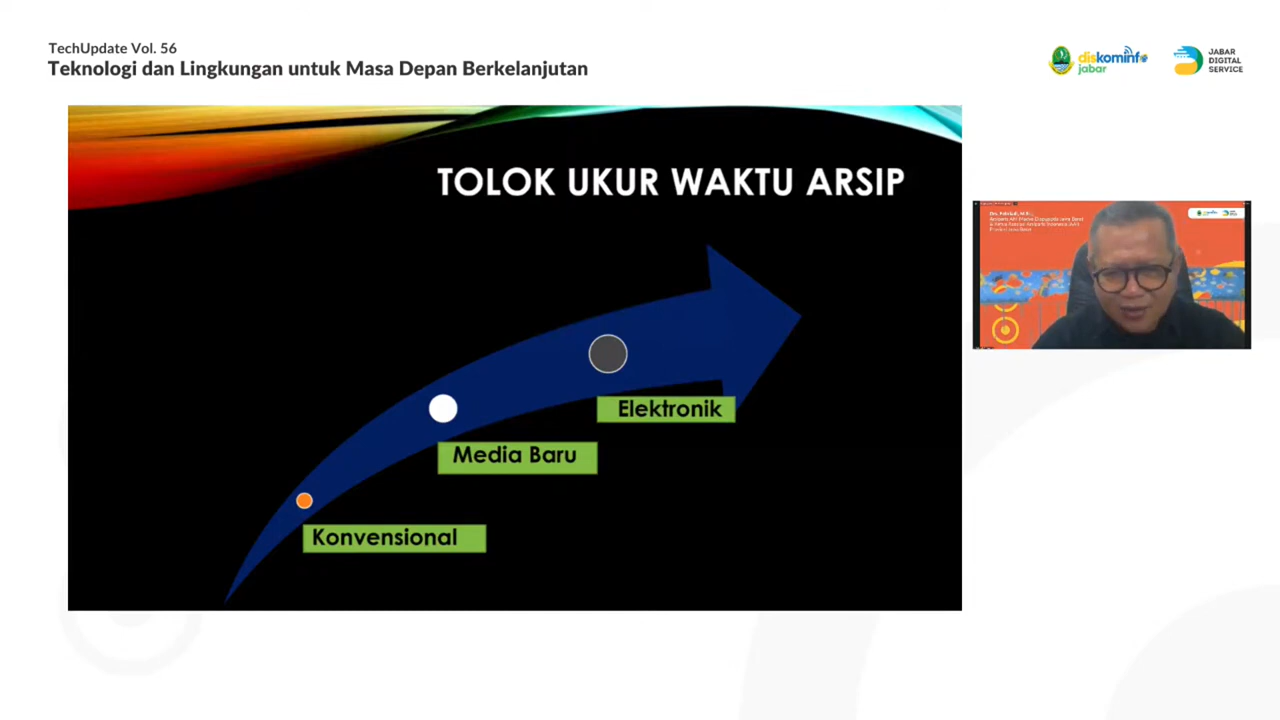 TechUpdate Vol. 56
Teknologi dan Lingkungan untuk Masa Depan Berkelanjutan
diskominfo
jabar
JABAR
DIGITAL
SERVICE
TOLOK UKUR WAKTU ARSIP
Elektronik
Media Baru
Konvensional